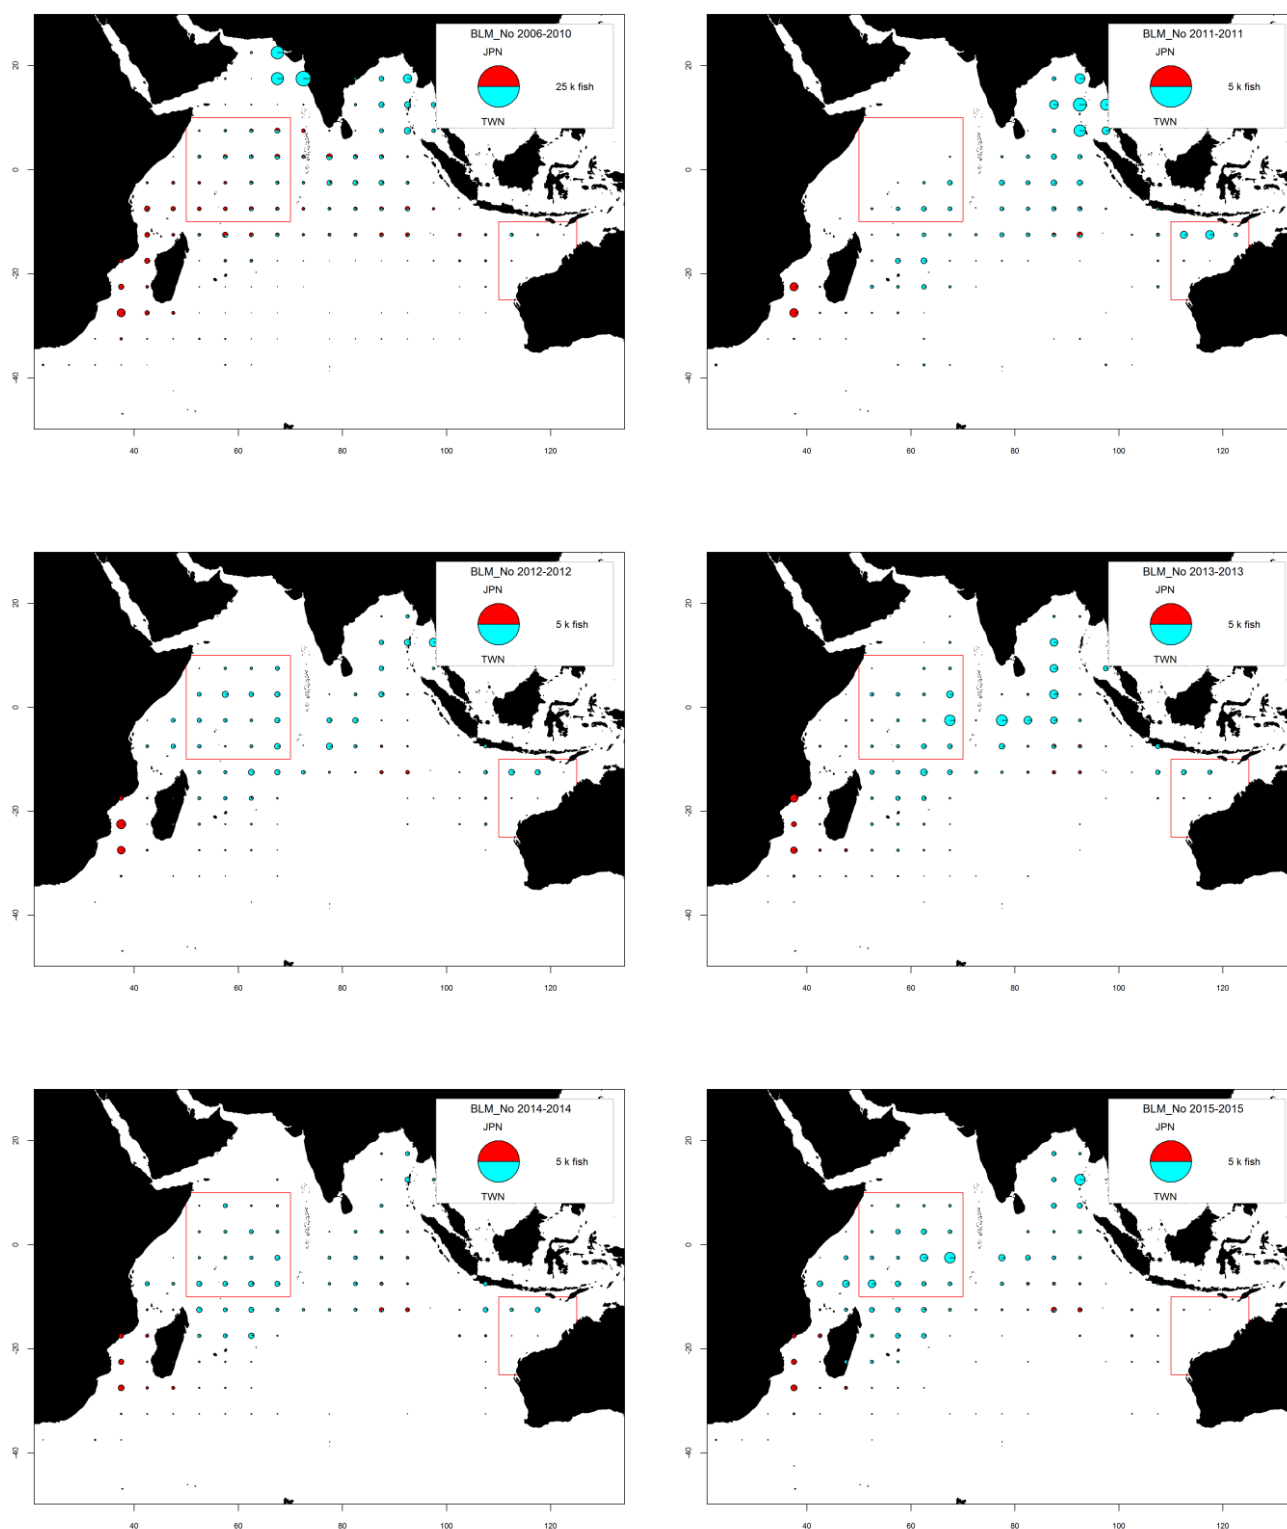 BLM_No 2006-2010
JPN
25 k fish
TWN
20
0
-20
-40
40 60 80 100 120
BLM_No 2011-2011
JPN
5 k fish
TWN
20
0
-20
-40
40 60 80 100 120
BLM_No 2012-2012
JPN
5 k fish
TWN
20
0
-20
-40
40 60 80 100 120
BLM_No 2013-2013
JPN
5 k fish
TWN
20
0
-20
-40
40 60 80 100 120
BLM_No 2014-2014
JPN
5 k fish
TWN
20
0
-20
-40
40 60 80 100 120
BLM_No 2015-2015
JPN
5 k fish
TWN
20
0
-20
-40
40 60 80 100 120